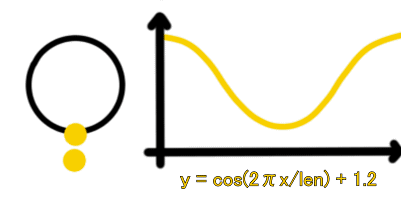 y = cos(2πx/len) + 1.2